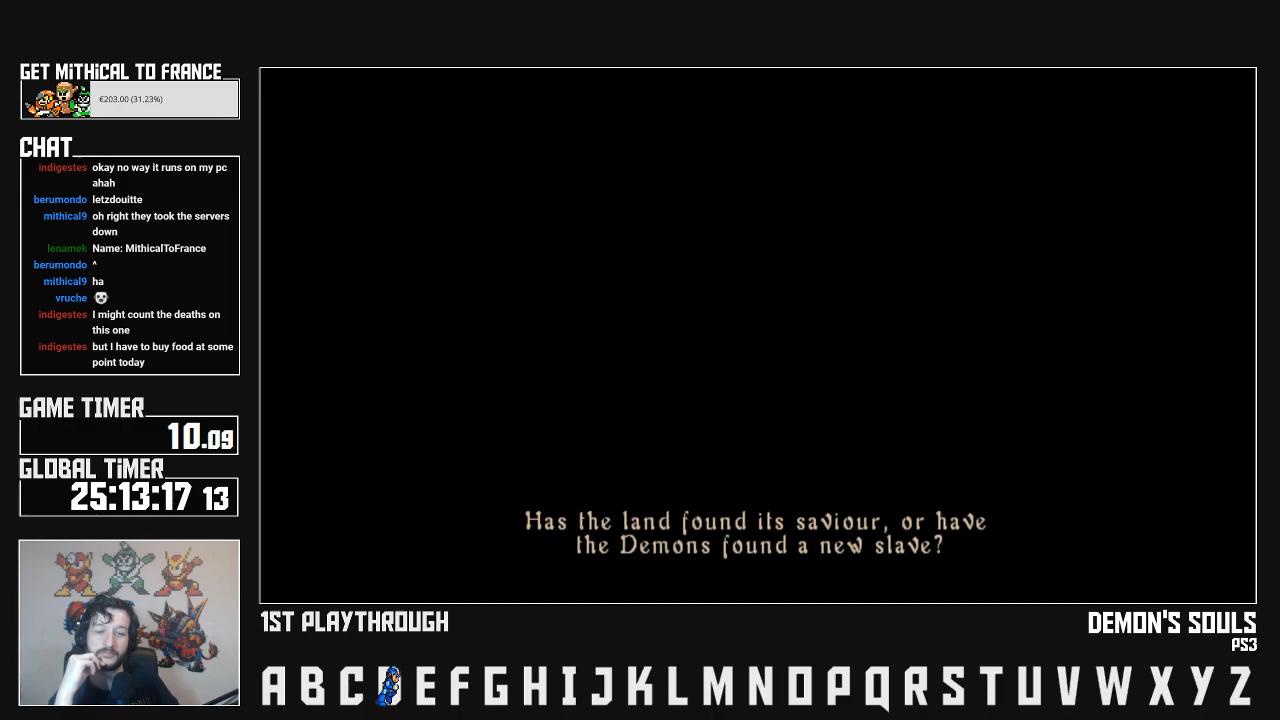 GET MITHICAL TO FRANCE
€203.00 (31.23%)
CHAT
indigestes okay no way it runs on my pc
ahah
berumondo letzdouitte
mithical9 oh right they took the servers
down
lenamek Name: MithicalToFrance
berumondo ^
mithical9 ha
vruche
indigestes I might count the deaths on
this one
indigestes but I have to buy food at some
point today
GAME TIMER
10.09
GLOBAL TIMER
25:13:17 13
Has the land found its saviour, or have
the Demons found a new slave?
1ST PLAYTHROUGH
DEMON'S SOULS
PS3
A B C D E F G H I J K L M N O P Q R S T U V W X Y Z